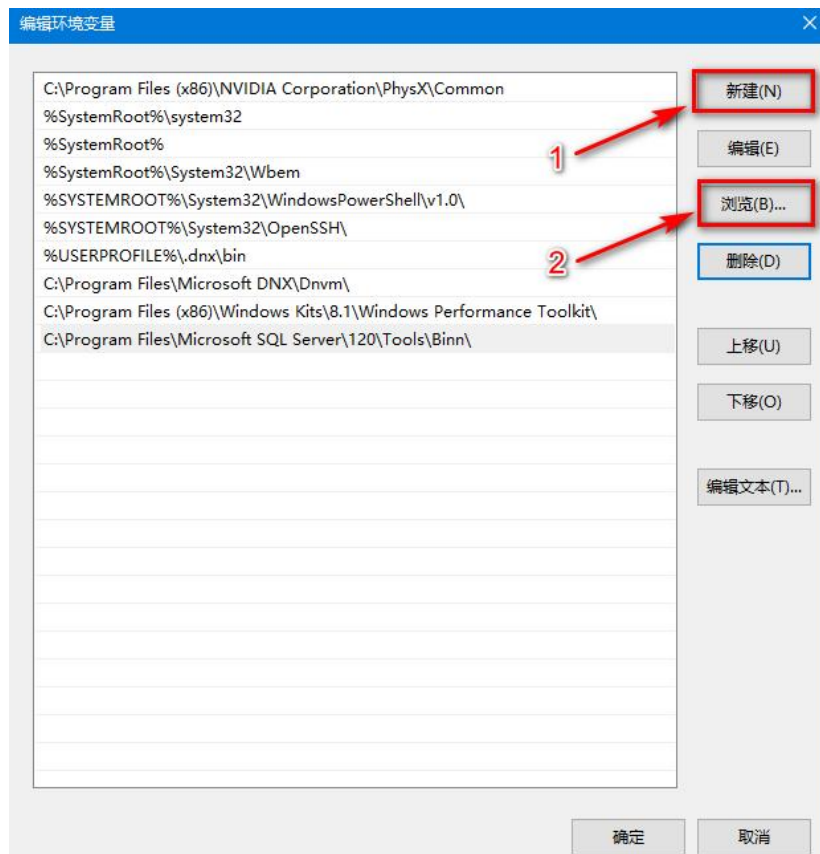 编辑环境变量
C:\Program Files (x86)\NVIDIA Corporation\PhysX\Common
%SystemRoot%\system32
%SystemRoot%
%SystemRoot%\System32\Wbem
%SYSTEMROOT%\System32\WindowsPowerShell\v1.0\
%SYSTEMROOT%\System32\OpenSSH\
%USERPROFILE%\.dnx\bin
C:\Program Files\Microsoft DNX\Dnvm\
C:\Program Files (x86)\Windows Kits\8.1\Windows Performance Toolkit\
C:\Program Files\Microsoft SQL Server\120\Tools\Binn\
1
2
新建(N)
编辑(E)
浏览(B)...
删除(D)
上移(U)
下移(O)
编辑文本(T)...
确定
取消